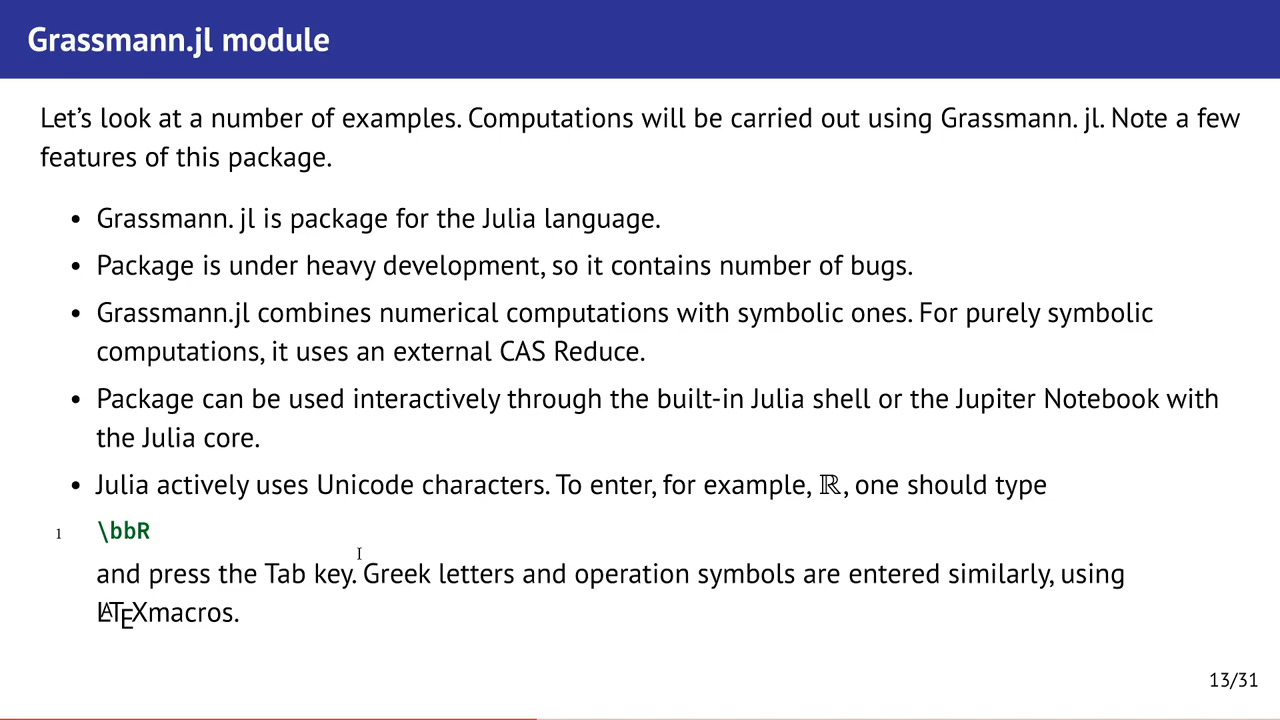 Grassmann.jl module
Let's look at a number of examples. Computations will be carried out using Grassmann. jl. Note a few
features of this package.
• Grassmann. jl is package for the Julia language.
• Package is under heavy development, so it contains number of bugs.
• Grassmann.jl combines numerical computations with symbolic ones. For purely symbolic
computations, it uses an external CAS Reduce.
• Package can be used interactively through the built-in Julia shell or the Jupiter Notebook with
the Julia core.
• Julia actively uses Unicode characters. To enter, for example, ℝ, one should type
1 \bbR
and press the Tab key. Greek letters and operation symbols are entered similarly, using
LATEXmacros.
13/31